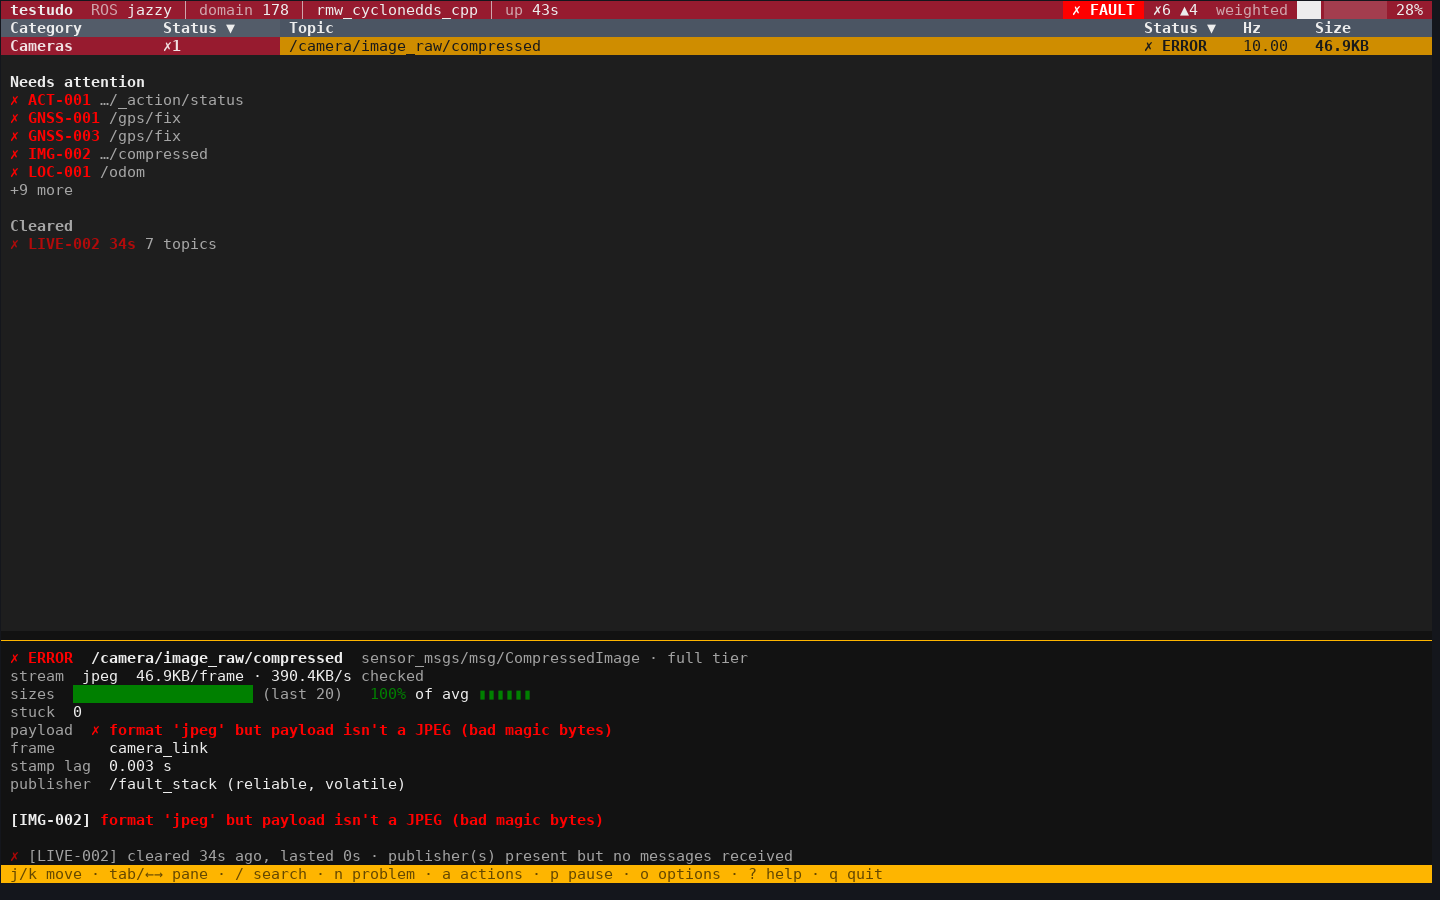 testudo ROS jazzy │ domain 178 │ rmw_cyclonedds_cpp │ up 43s ✗ FAULT ✗6 ▲4 weighted 28%
Category Status ▼ Topic Status ▼ Hz Size
Cameras ✗1 /camera/image_raw/compressed ✗ ERROR 10.00 46.9KB
Needs attention
✗ ACT-001 …/_action/status
✗ GNSS-001 /gps/fix
✗ GNSS-003 /gps/fix
✗ IMG-002 …/compressed
✗ LOC-001 /odom
+9 more
Cleared
✗ LIVE-002 34s 7 topics
✗ ERROR /camera/image_raw/compressed sensor_msgs/msg/CompressedImage · full tier
stream jpeg 46.9KB/frame · 390.4KB/s checked
sizes (last 20) 100% of avg
stuck 0
payload ✗ format 'jpeg' but payload isn't a JPEG (bad magic bytes)
frame camera_link
stamp lag 0.003 s
publisher /fault_stack (reliable, volatile)
[IMG-002] format 'jpeg' but payload isn't a JPEG (bad magic bytes)
✗ [LIVE-002] cleared 34s ago, lasted 0s · publisher(s) present but no messages received
j/k move · tab/←→ pane · / search · n problem · a actions · p pause · o options · ? help · q quit